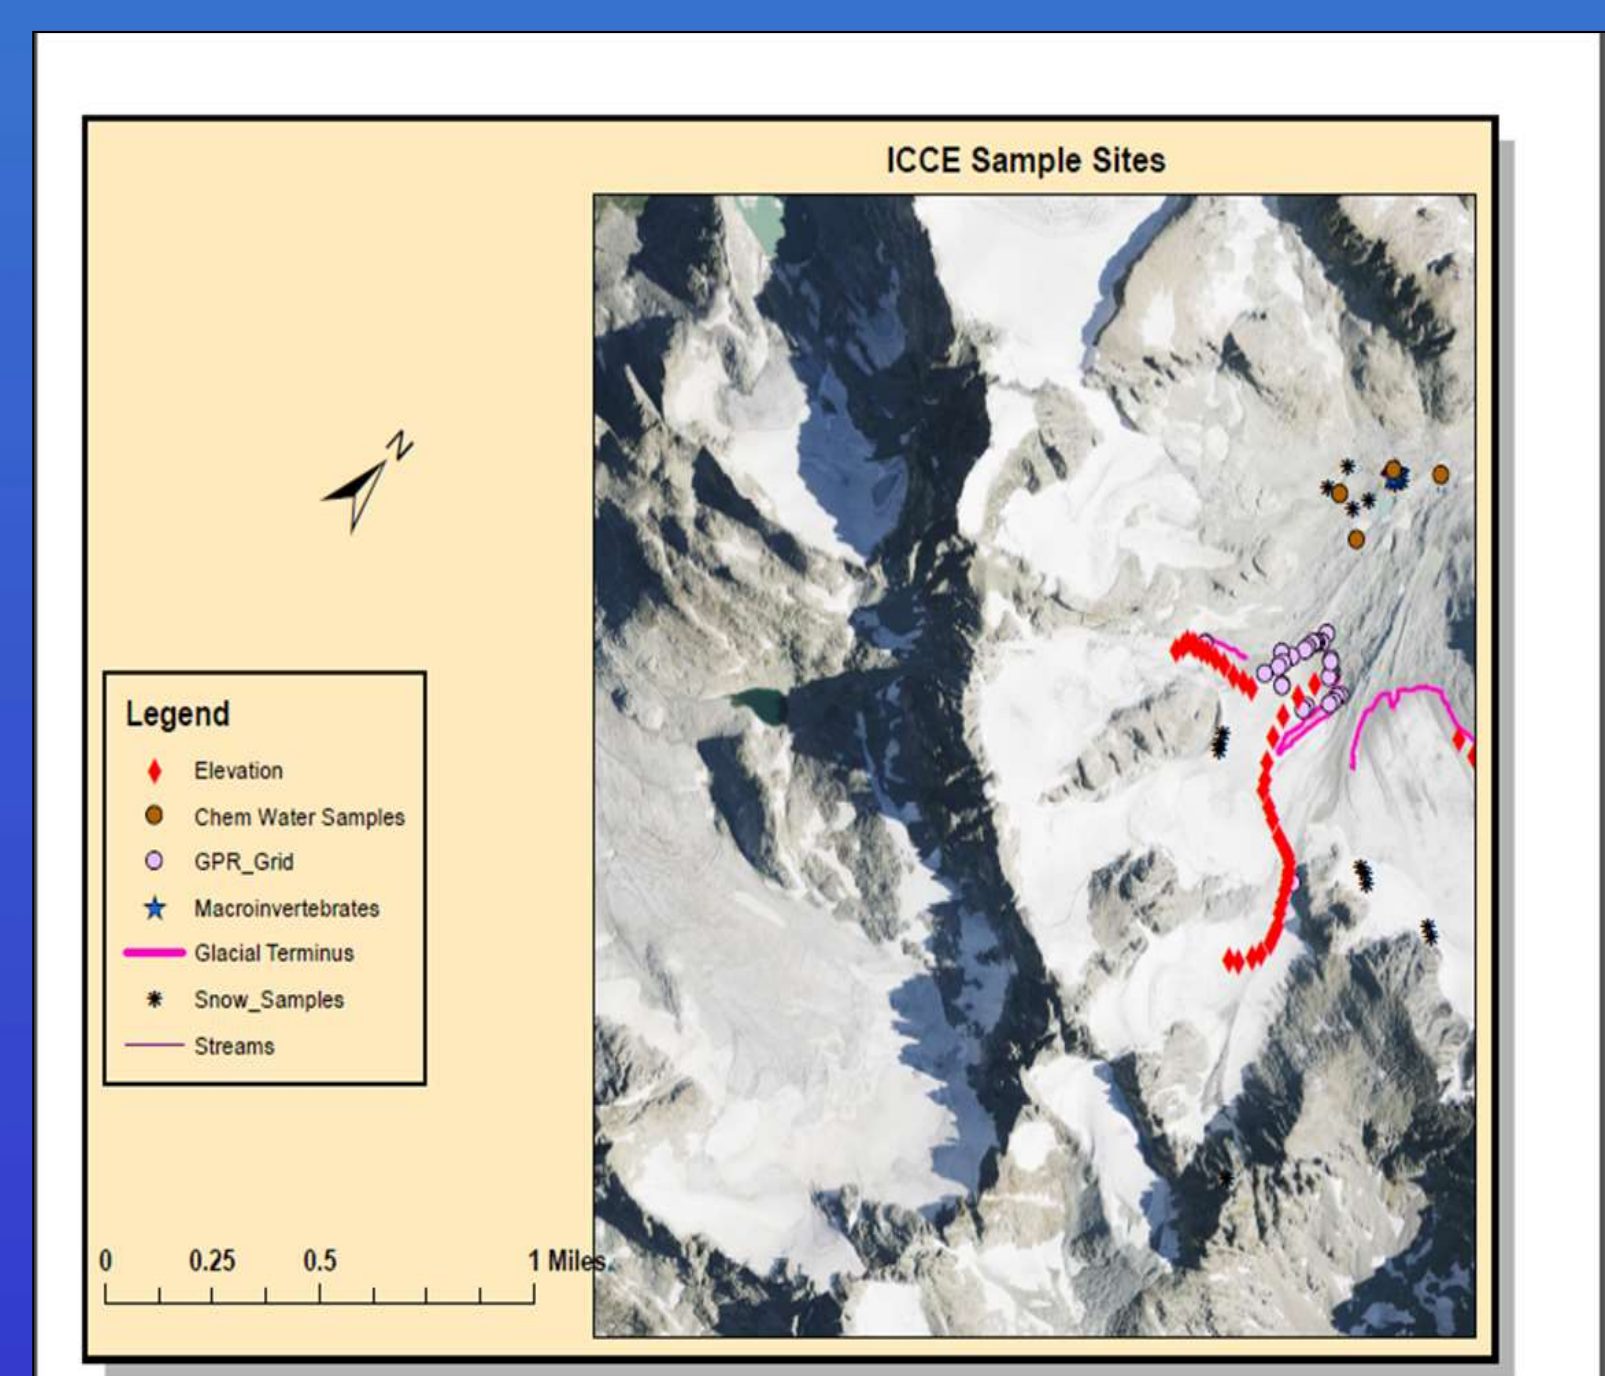 ICCE Sample Sites
N
Legend
Elevation
Chem Water Samples
GPR_Grid
Macroinvertebrates
Glacial Terminus
Snow_Samples
Streams
0 0.25 0.5 1 Miles